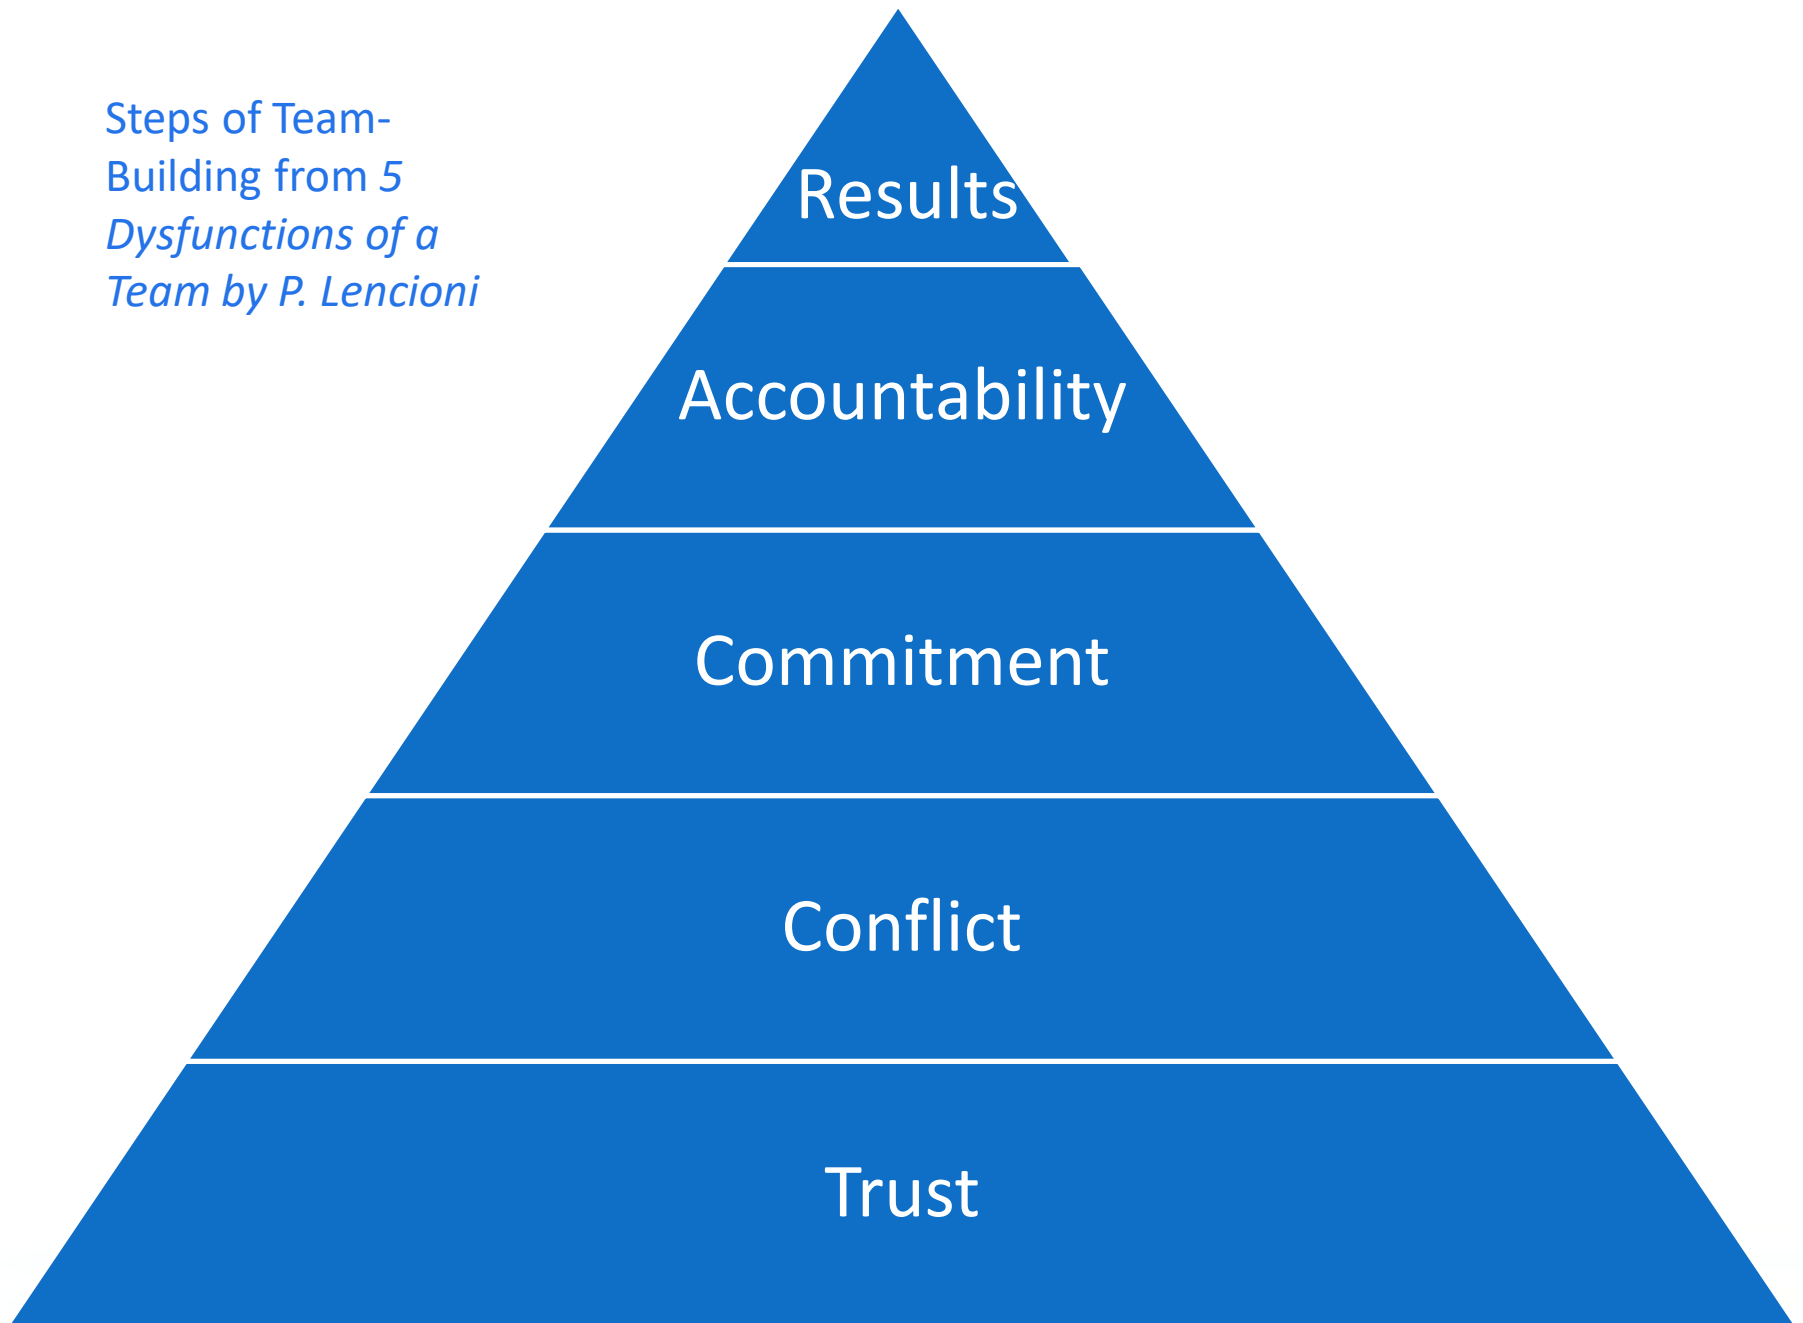 Steps of Team-
Building from 5
Dysfunctions of a
Team by P. Lencioni
Results
Accountability
Commitment
Conflict
Trust